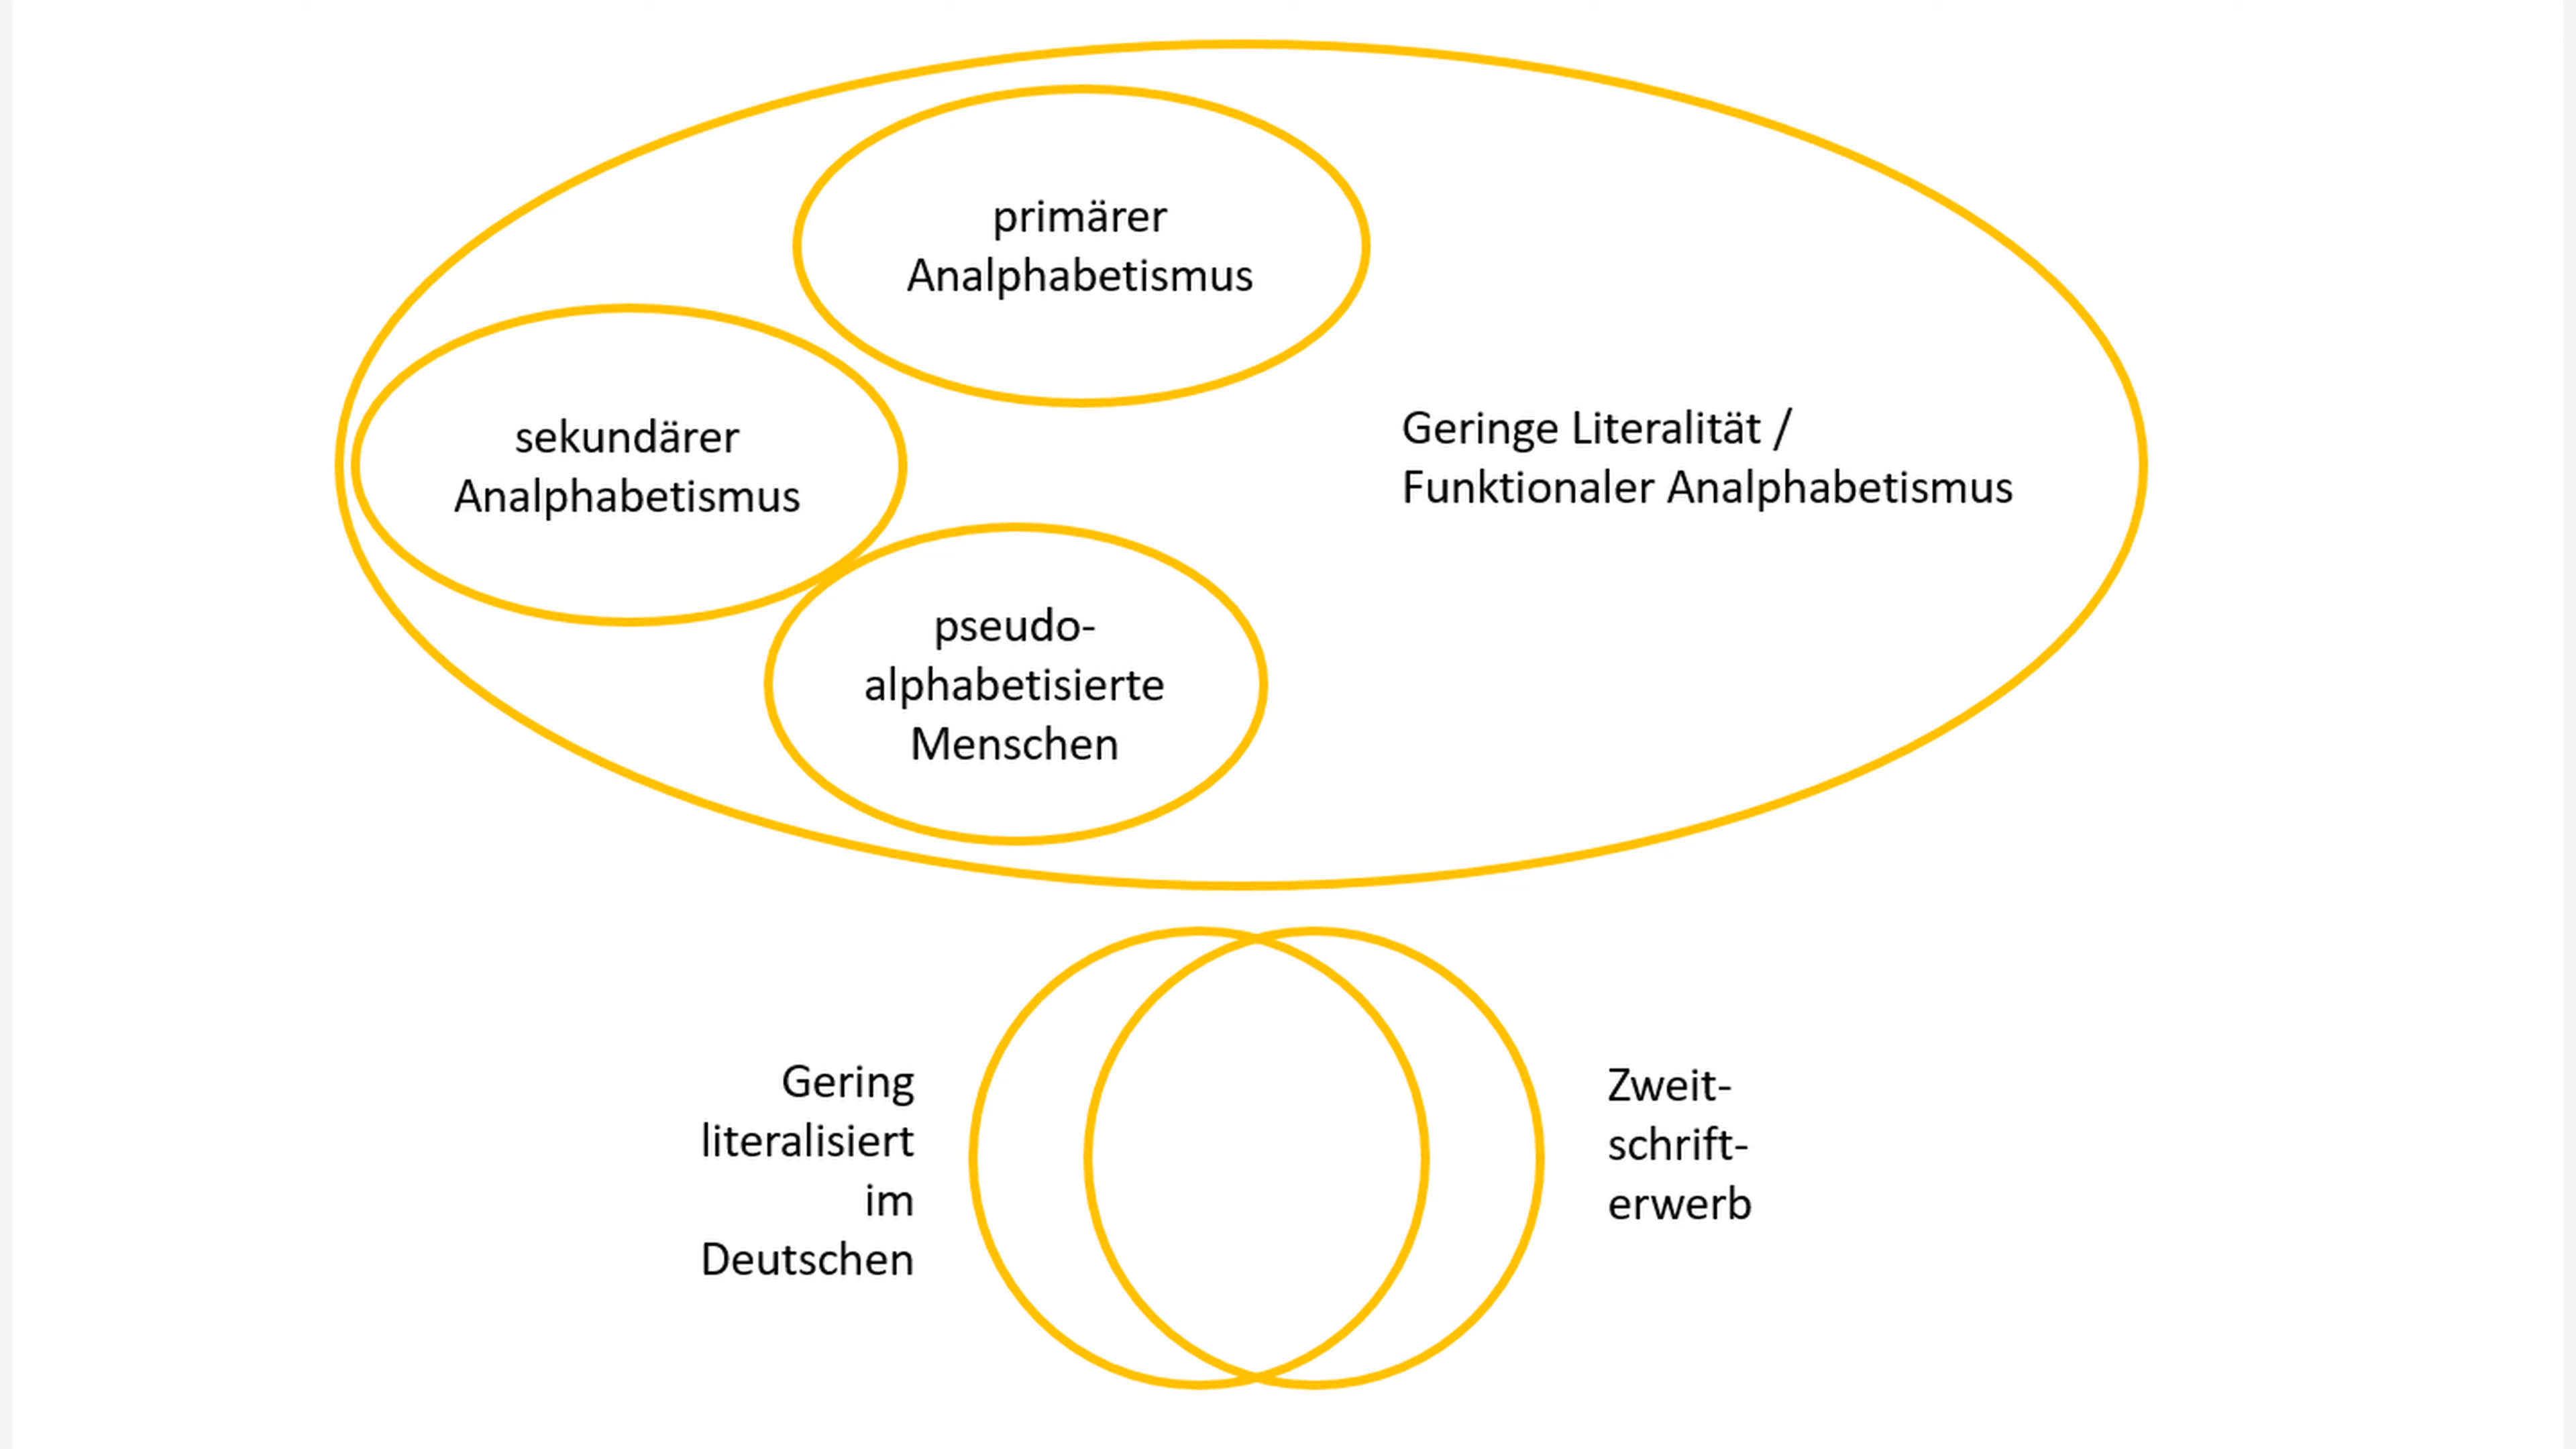 primärer
Analphabetismus
sekundärer
Analphabetismus
Geringe Literalität /
Funktionaler Analphabetismus
pseudo-
alphabetisierte
Menschen
Gering
literalisiert
im
Deutschen
Zweit-
schrift-
erwerb